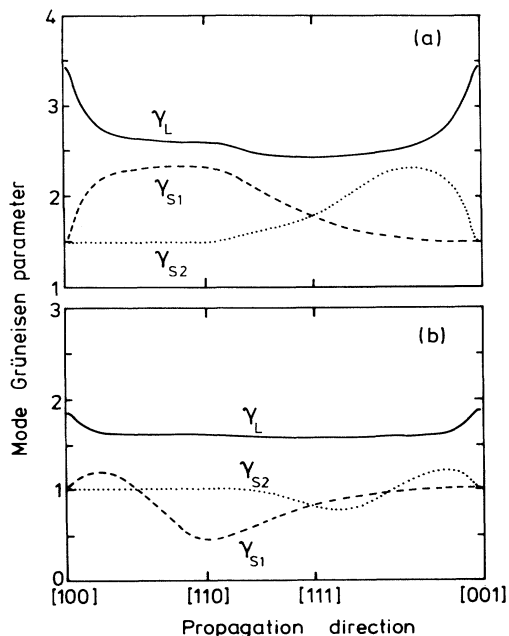 4
(a)
3
γL
2
γS1
γS2
1
3
(b)
2
γL
γS2
1
γS1
0
[100] [110] [111] [001]
Propagation direction
Mode Grüneisen parameter